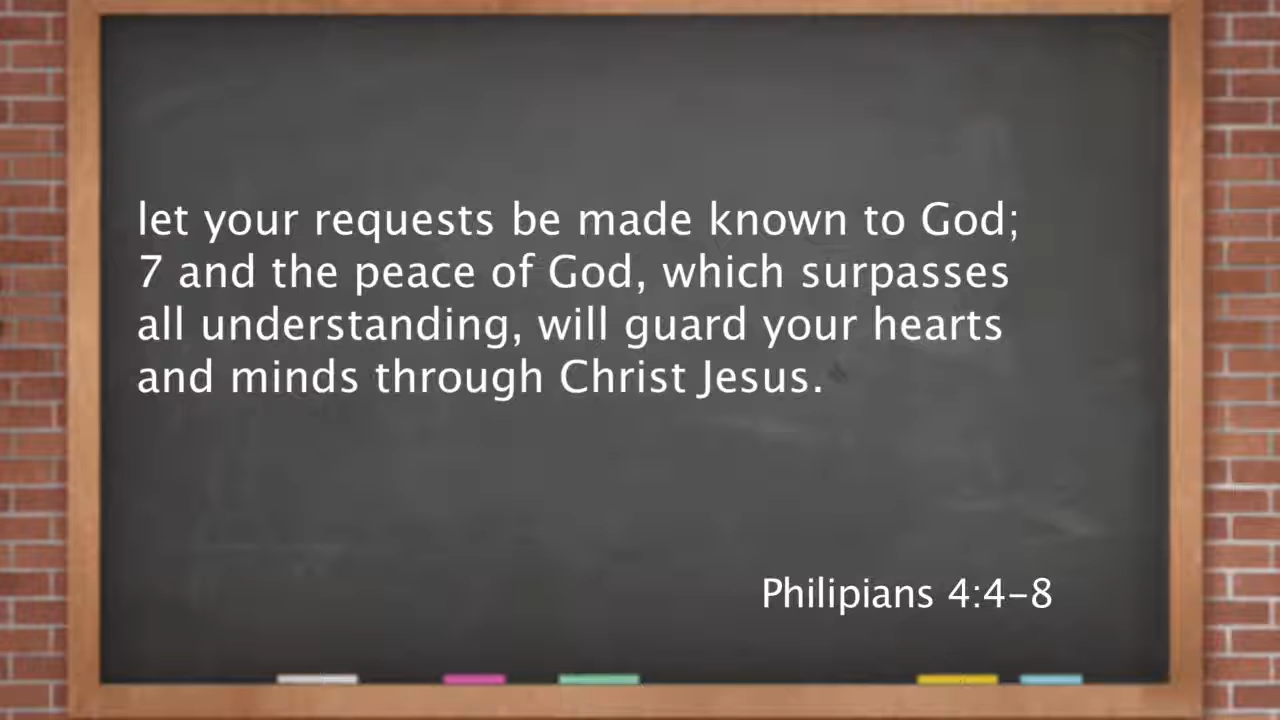 let your requests be made known to God;
7 and the peace of God, which surpasses
all understanding, will guard your hearts
and minds through Christ Jesus.
Philipians 4:4-8